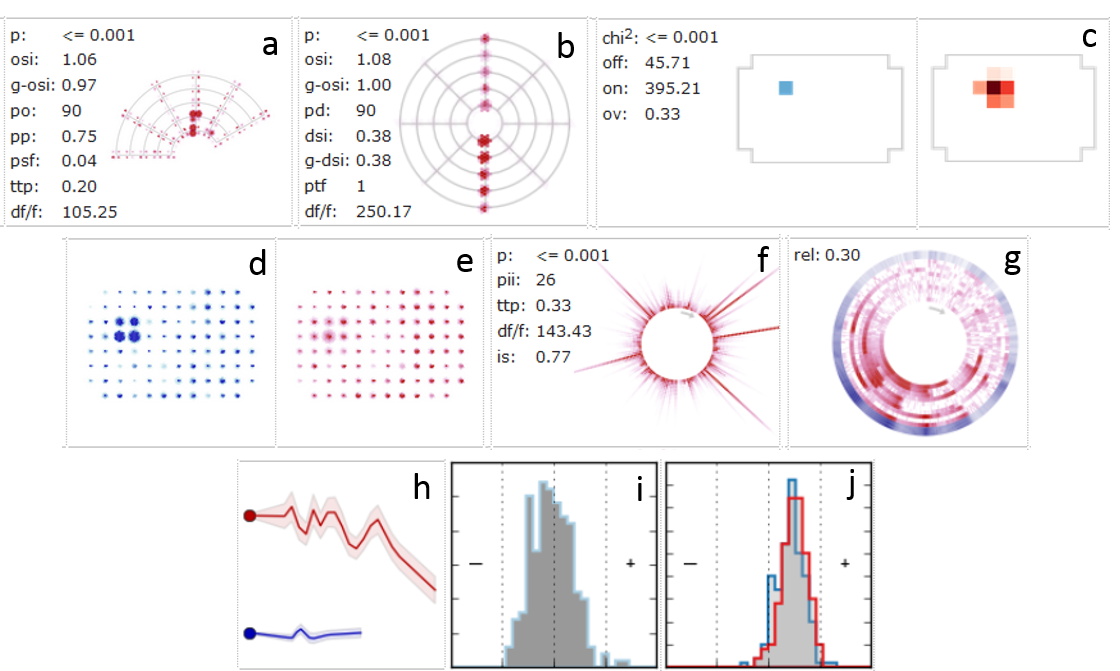 a
p: <= 0.001
osi: 1.06
g-osi: 0.97
po: 90
pp: 0.75
psf: 0.04
ttp: 0.20
df/f: 105.25
b
p: <= 0.001
osi: 1.08
g-osi: 1.00
pd: 90
dsi: 0.38
g-dsi: 0.38
ptf 1
df/f: 250.17
c
chi²: <= 0.001
off: 45.71
on: 395.21
ov: 0.33
d
e
f
p: <= 0.001
pii: 26
ttp: 0.33
df/f: 143.43
is: 0.77
g
rel: 0.30
h
i
− +
j
− +